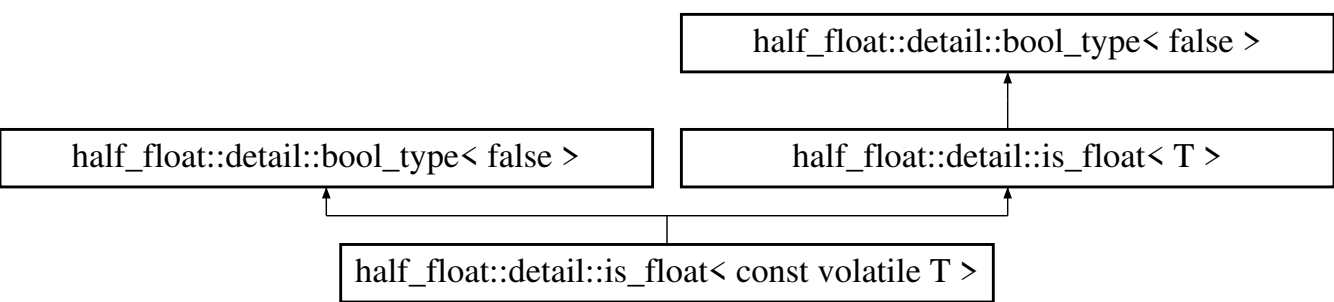 half_float::detail::bool_type< false >
half_float::detail::bool_type< false >
half_float::detail::is_float< T >
half_float::detail::is_float< const volatile T >